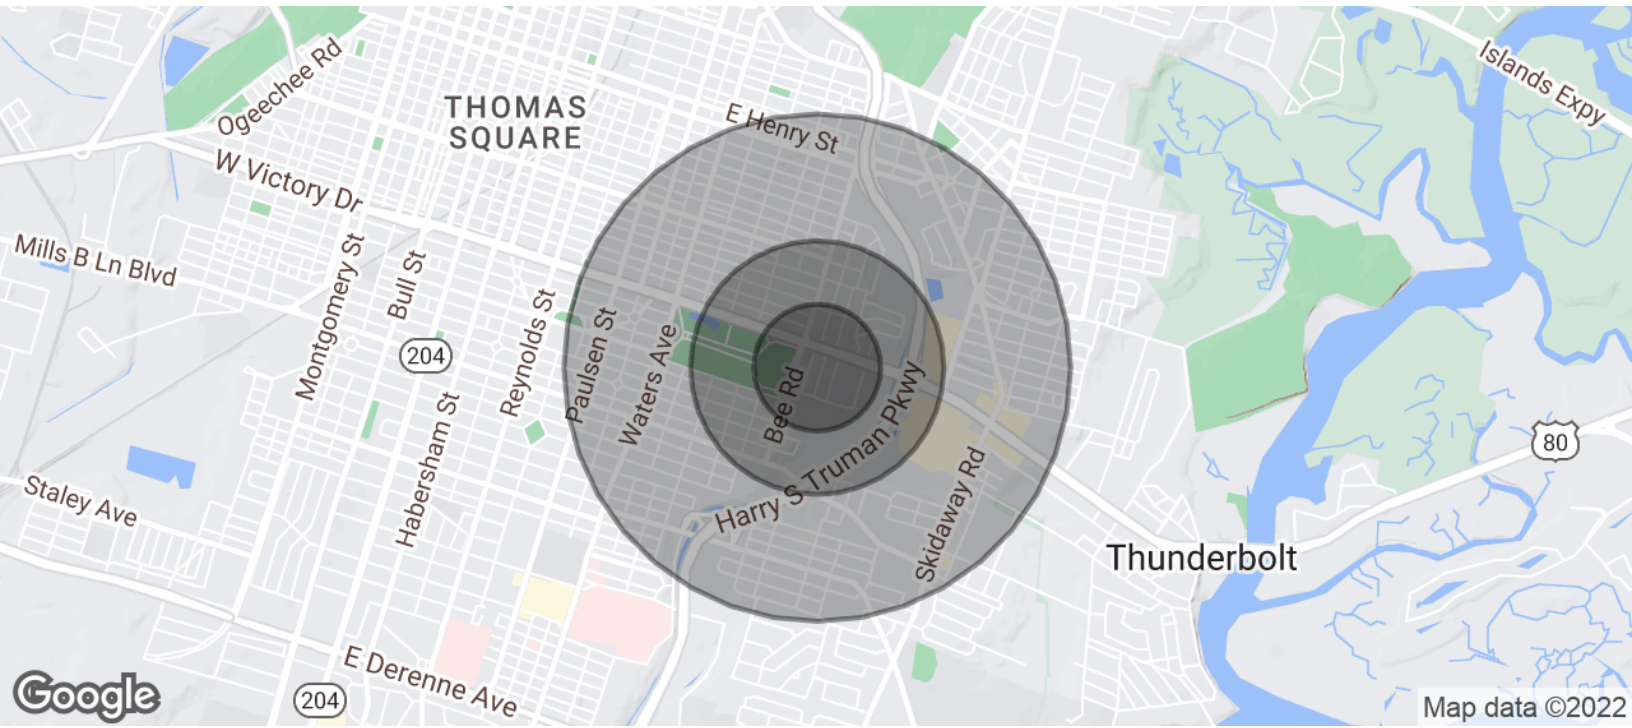 Islands Expy
Ogeechee Rd
THOMAS
SQUARE
E Henry St
W Victory Dr
Mills B Ln Blvd
Montgomery St
Bull St
Reynolds St
Paulsen St
Waters Ave
204
Bee Rd
Harry S Truman Pkwy
Habersham St
Skidaway Rd
80
Staley Ave
Thunderbolt
E Derenne Ave
204
Google
Map data ©2022